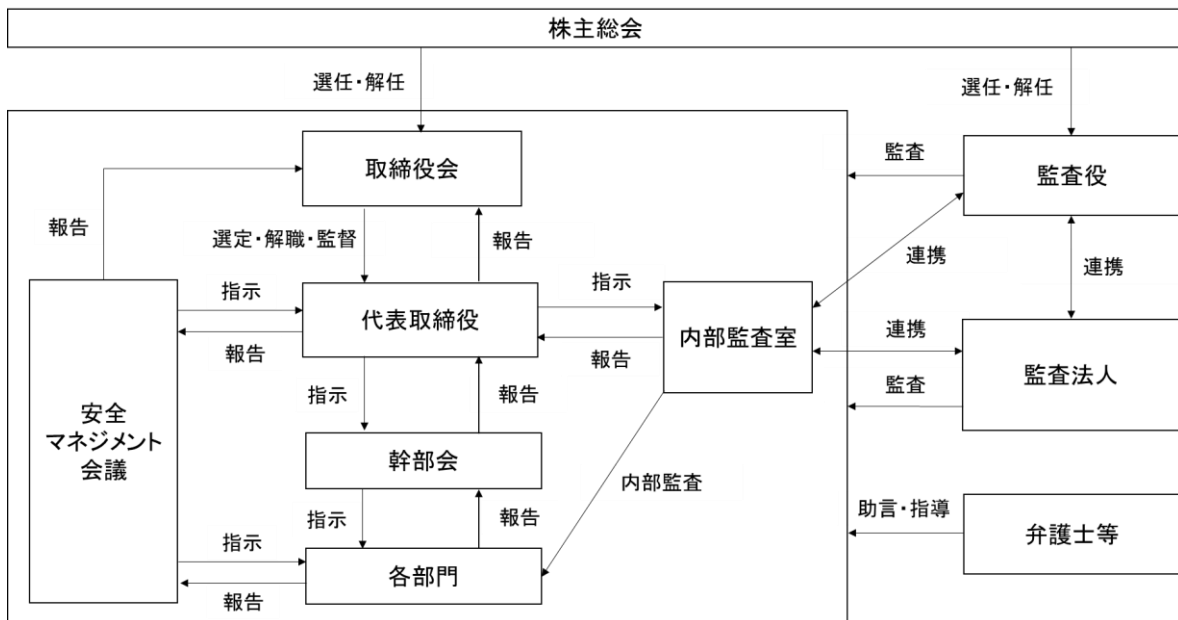 株主総会
選任・解任
選任・解任
取締役会
監査
監査役
報告
選定・解職・監督
報告
連携
連携
指示
代表取締役
指示
内部監査室
報告
報告
連携
監査法人
監査
安全
マネジメント
会議
指示
報告
幹部会
内部監査
指示
報告
助言・指導
弁護士等
指示
各部門
報告